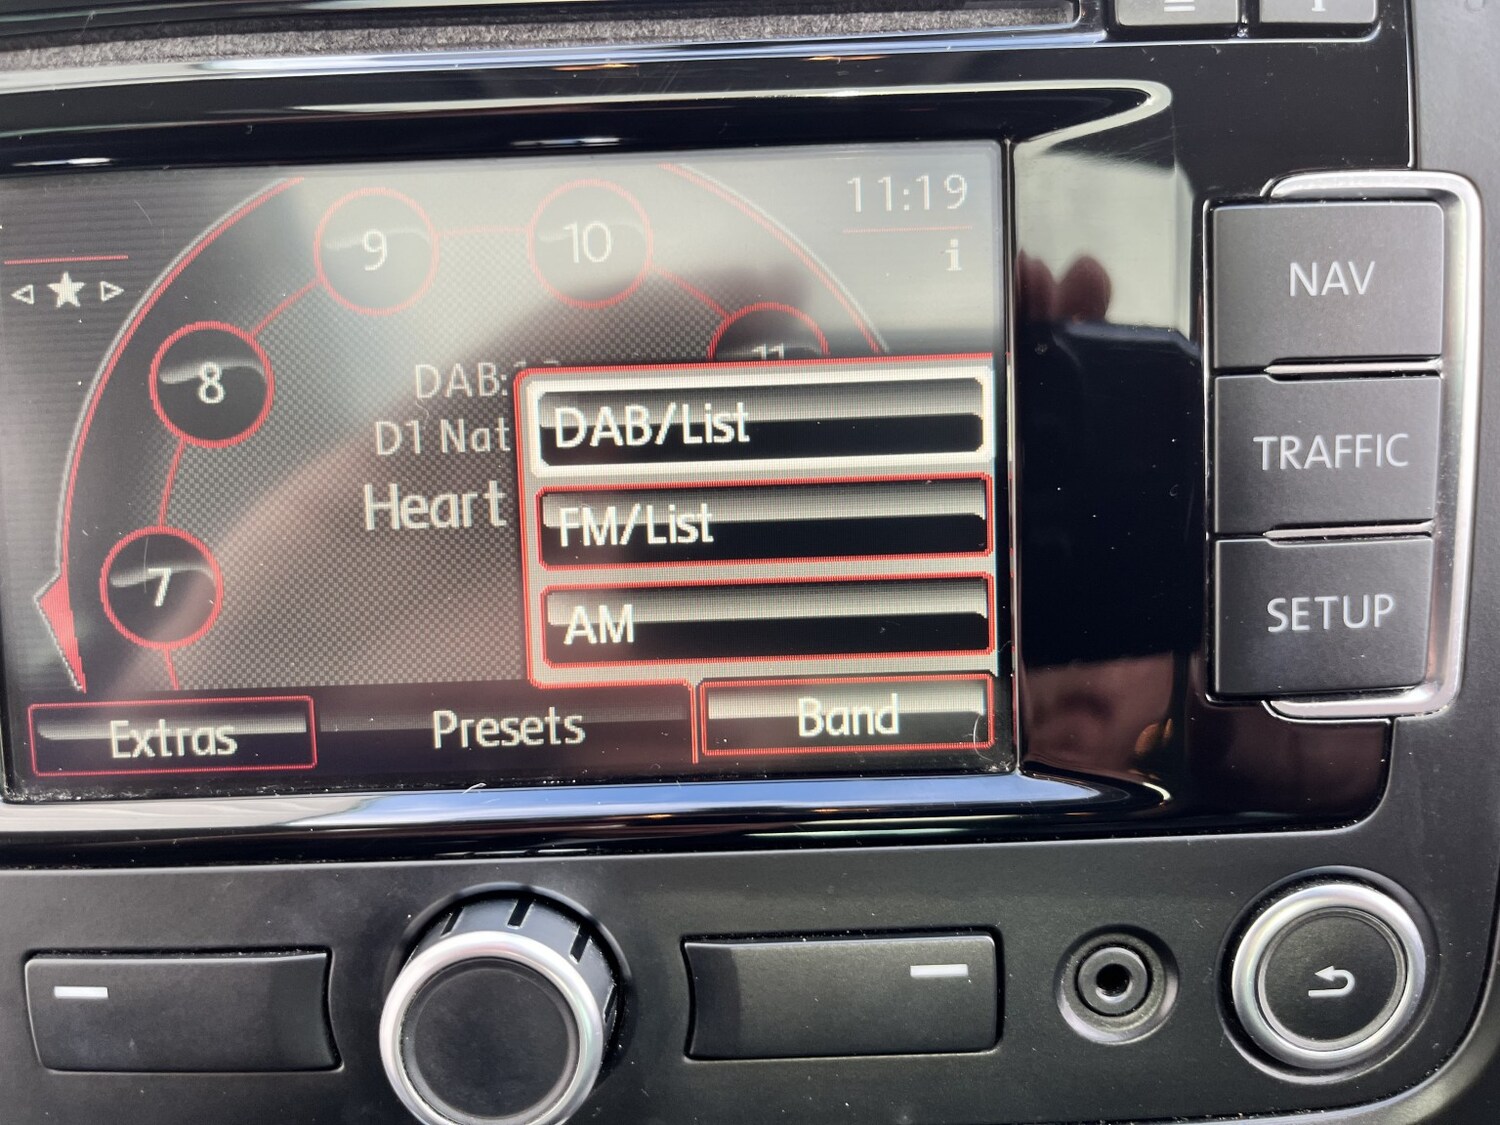 11:19
i
9
10
8
11
DAB:
D1 Nat
Heart
7
DAB/List
FM/List
AM
Extras
Presets
Band
NAV
TRAFFIC
SETUP